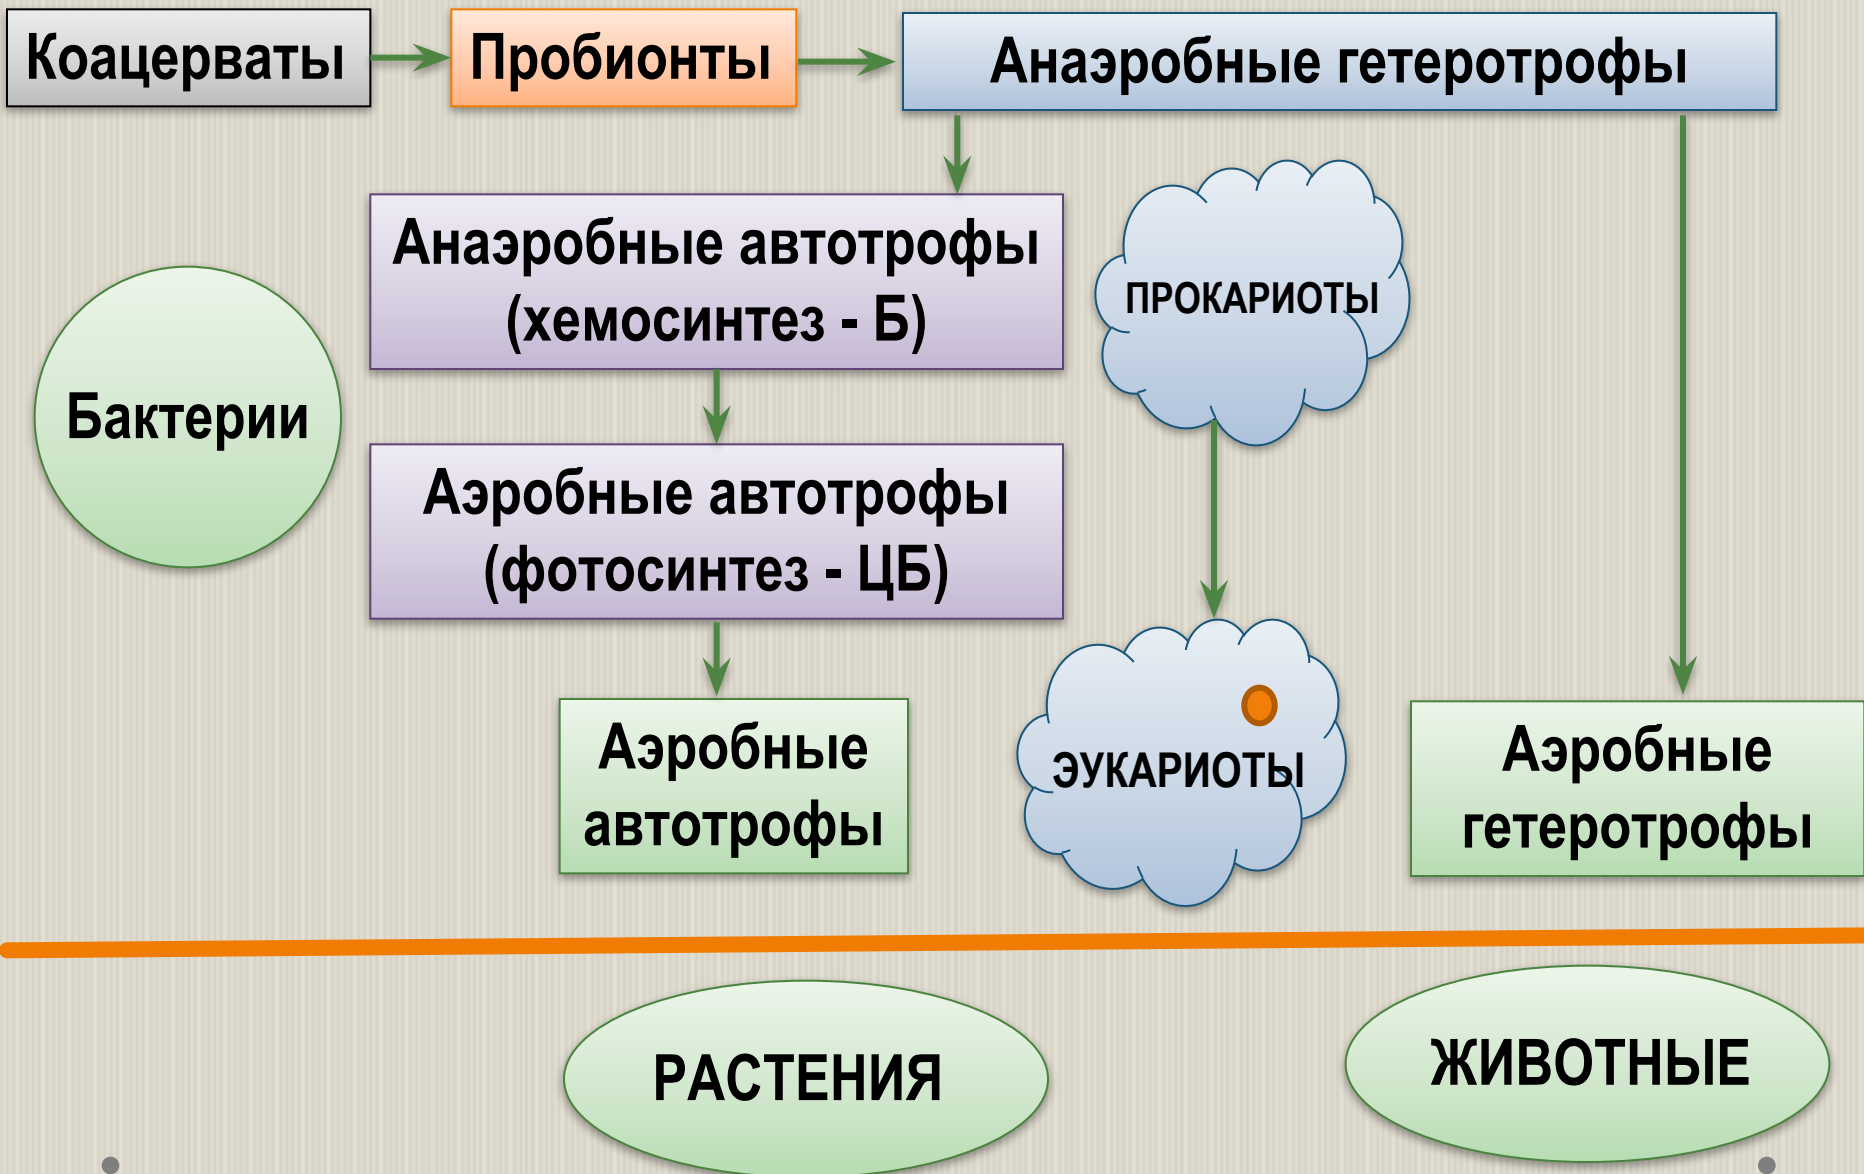 Коацерваты
Пробионты
Анаэробные гетеротрофы
Анаэробные автотрофы
(хемосинтез - Б)
ПРОКАРИОТЫ
Бактерии
Аэробные автотрофы
(фотосинтез - ЦБ)
Аэробные
автотрофы
ЭУКАРИОТЫ
Аэробные
гетеротрофы
РАСТЕНИЯ
ЖИВОТНЫЕ